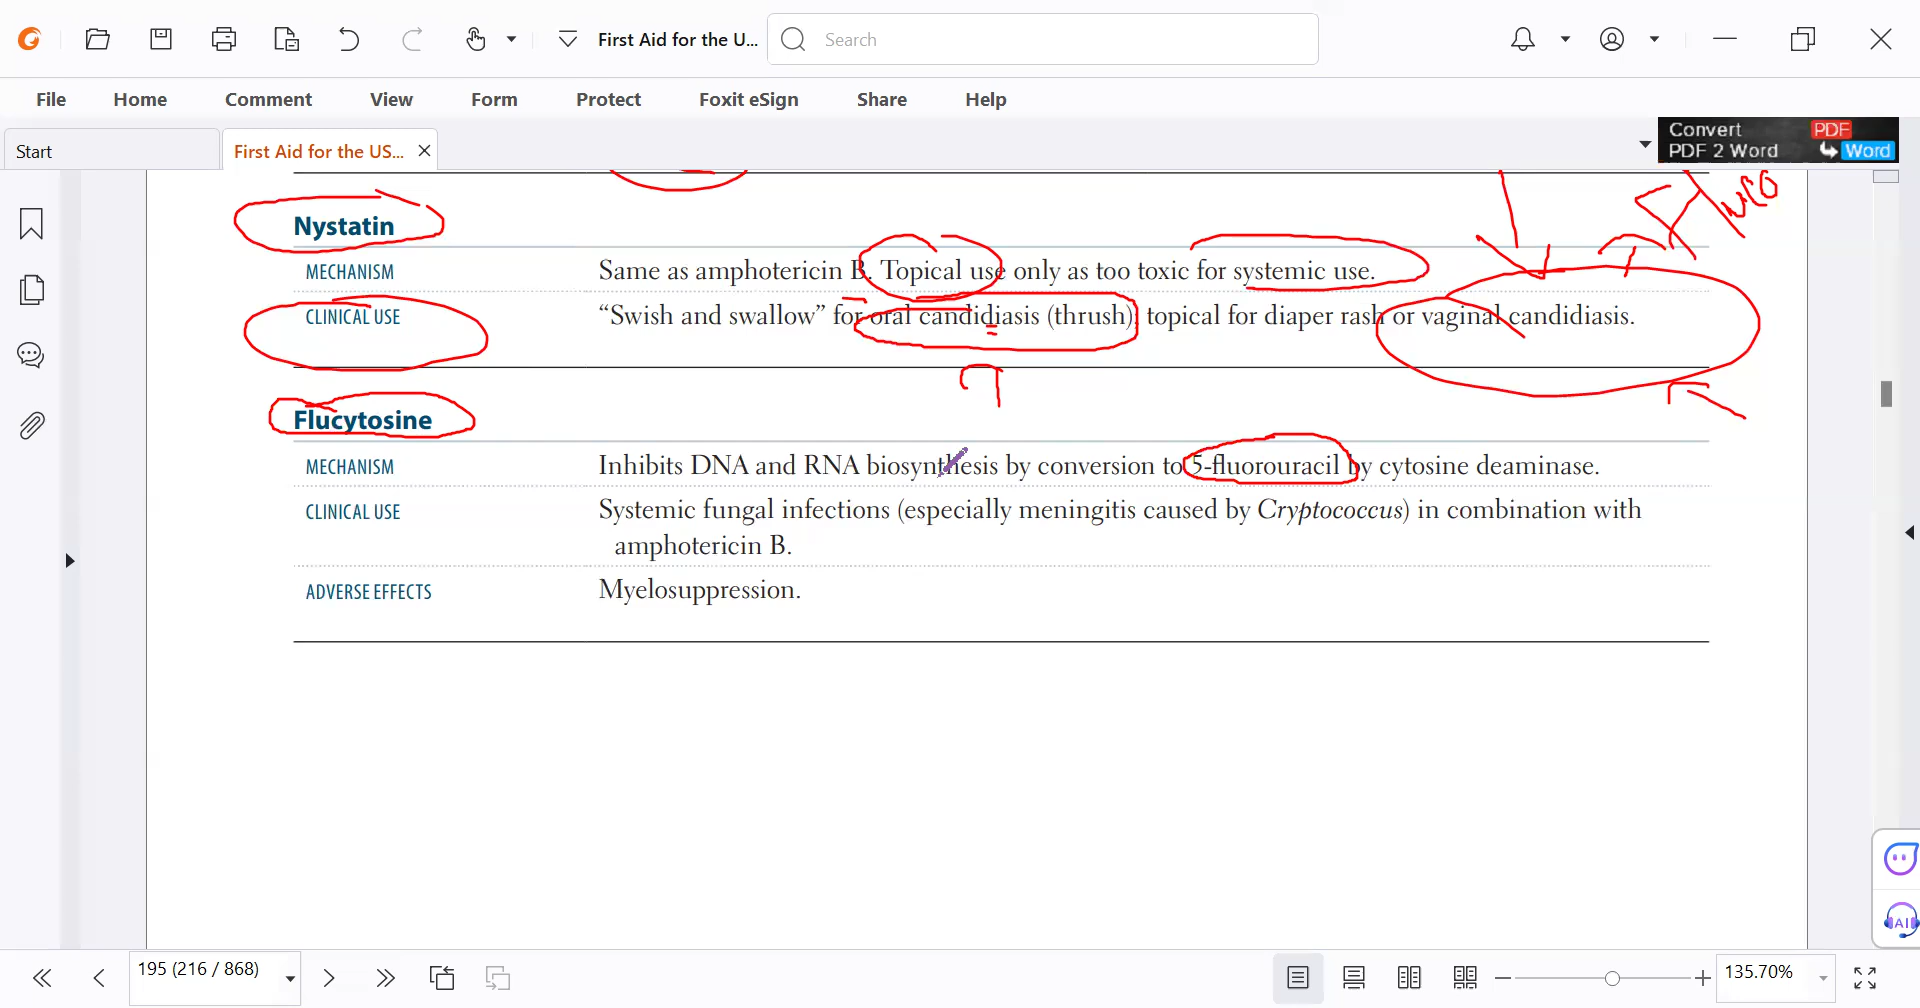 First Aid for the U...
Search
File Home Comment View Form Protect Foxit eSign Share Help
Start
First Aid for the US...
Convert PDF
PDF 2 Word Word
fluco
Nystatin
MECHANISM Same as amphotericin B. Topical use only as too toxic for systemic use.
CLINICAL USE “Swish and swallow” for oral candidiasis (thrush); topical for diaper rash or vaginal candidiasis.
Flucytosine
MECHANISM Inhibits DNA and RNA biosynthesis by conversion to 5-fluorouracil by cytosine deaminase.
CLINICAL USE Systemic fungal infections (especially meningitis caused by Cryptococcus) in combination with
amphotericin B.
ADVERSE EFFECTS Myelosuppression.
AI
195 (216 / 868)
135.70%